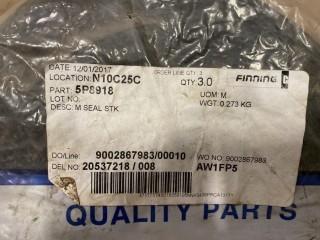 DATE: 12/01/2017
LOCATION: N10C25C
ORDER LINE QTY: 3
QTY: 3.0
FINNING
PART: 5P8918
UOM: M
LOT NO:
WGT: 0.273 KG
DESC: M SEAL STK
DO/Line: 9002867983/00010
WO NO: 9002867983
DEL NO: 20537218 / 008
AW1FP5
QUALITY PARTS